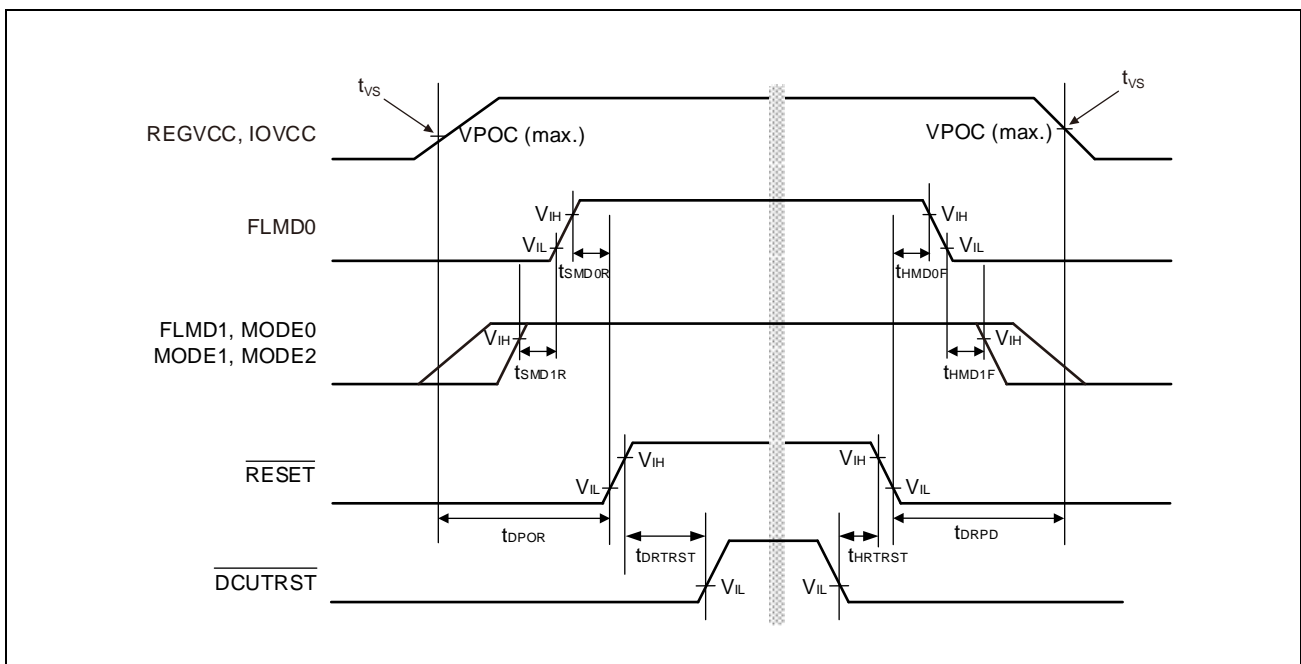 tVS
tVS
REGVCC, IOVCC
VPOC (max.)
VPOC (max.)
FLMD0
VIH
VIL
tSMD0R
tHMD0F
VIH
VIL
FLMD1, MODE0
MODE1, MODE2
VIH
tSMD1R
tHMD1F
VIH
RESET
VIH
VIL
VIH
VIL
tDPOR
tDRTRST
tHRTRST
tDRPD
DCUTRST
VIL
VIL